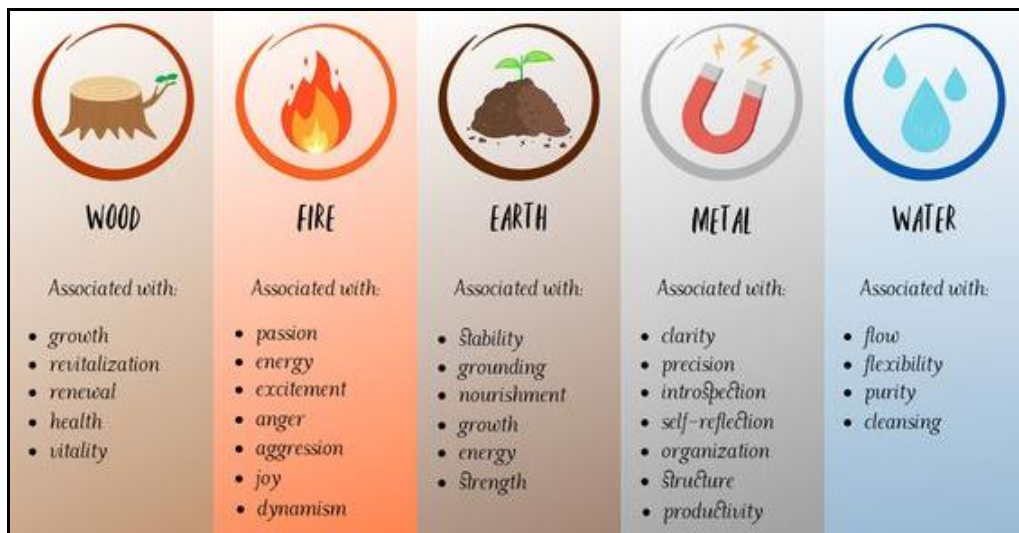 WOOD
Associated with:
• growth
• revitalization
• renewal
• health
• vitality
FIRE
Associated with:
• passion
• energy
• excitement
• anger
• aggression
• joy
• dynamism
EARTH
Associated with:
• stability
• grounding
• nourishment
• growth
• energy
• strength
METAL
Associated with:
• clarity
• precision
• introspection
• self-reflection
• organization
• structure
• productivity
H2O
WATER
Associated with:
• flow
• flexibility
• purity
• cleansing